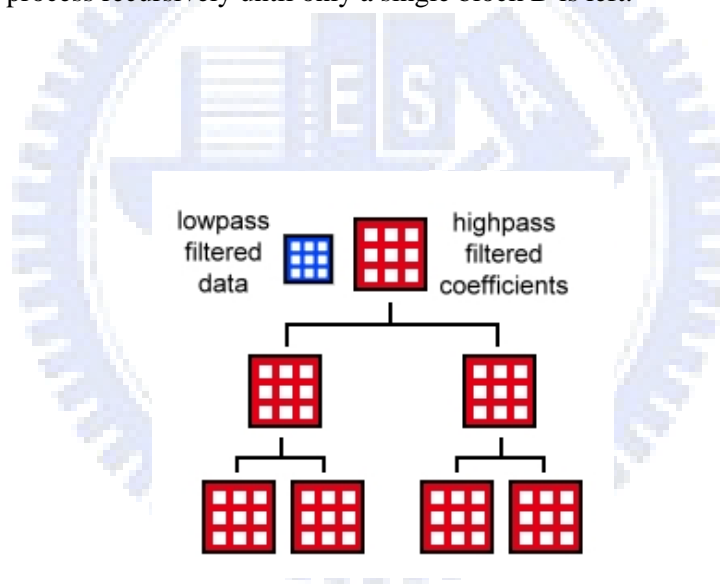 process recursively until only a single block B is left.
lowpass
filtered
data
highpass
filtered
coefficients
E S A